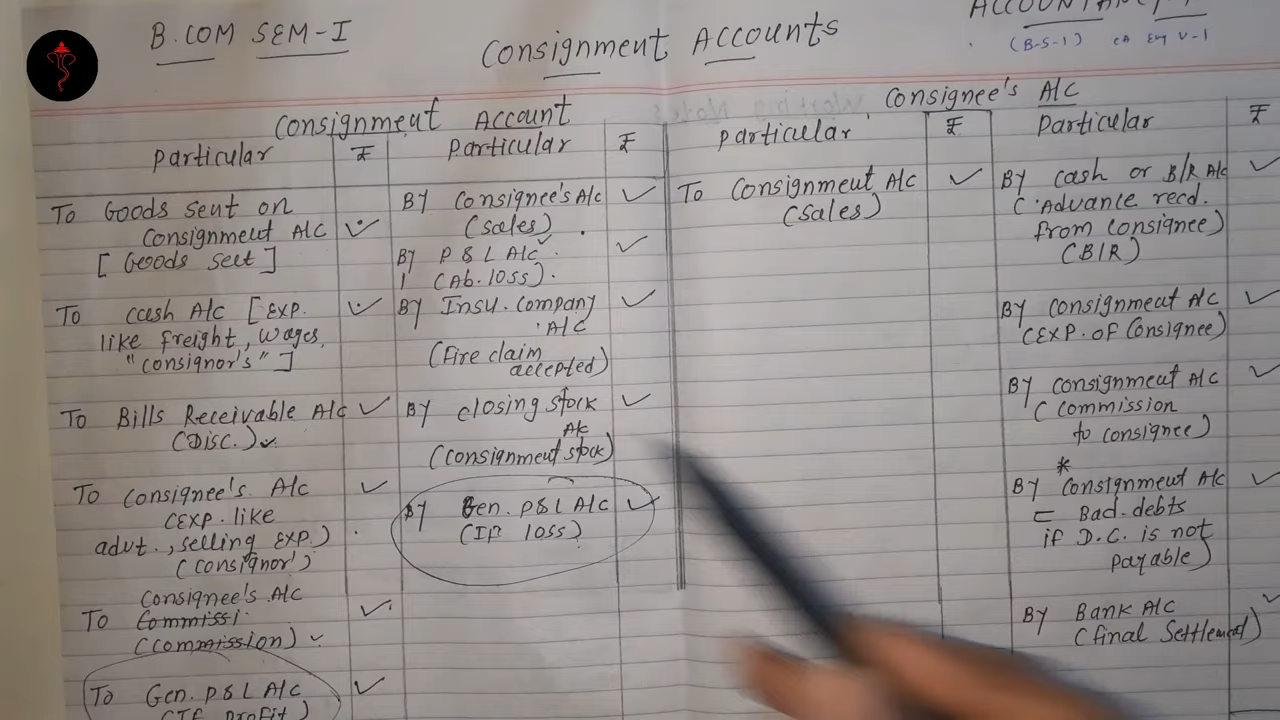 B.COM SEM-I
Consignment Accounts
(B-S-1)
Consignment Account
Particular ₹ Particular ₹
To Goods sent on
Consignment A/c
[Goods sent]
To cash A/c [Exp.
like freight, wages,
"consignor's"]
To Bills Receivable A/c
(Disc.)
To Consignee's A/c
(Exp. like
advt., selling Exp.)
(consignor')
Consignee's A/c
To Commissi
(commission)
To Gen. P&L A/c
(If profit)
By Consignee's A/c
(sales)
By P & L A/c
(Ab. loss).
By Insu. Company
A/c
(Fire claim
accepted)
By closing stock
A/c
(consignment stock)
By Gen. P&L A/c
(If loss)
Consignee's A/c
Particular ₹ Particular ₹
To Consignment A/c
(sales)
By cash or B/R A/c
(Advance recd.
from consignee)
(B/R)
By consignment A/c
(Exp. of Consignee)
By consignment A/c
(commission
to consignee)
*
By Consignment A/c
= Bad-debts
if D.C. is not
payable)
By Bank A/c
(final Settlement)